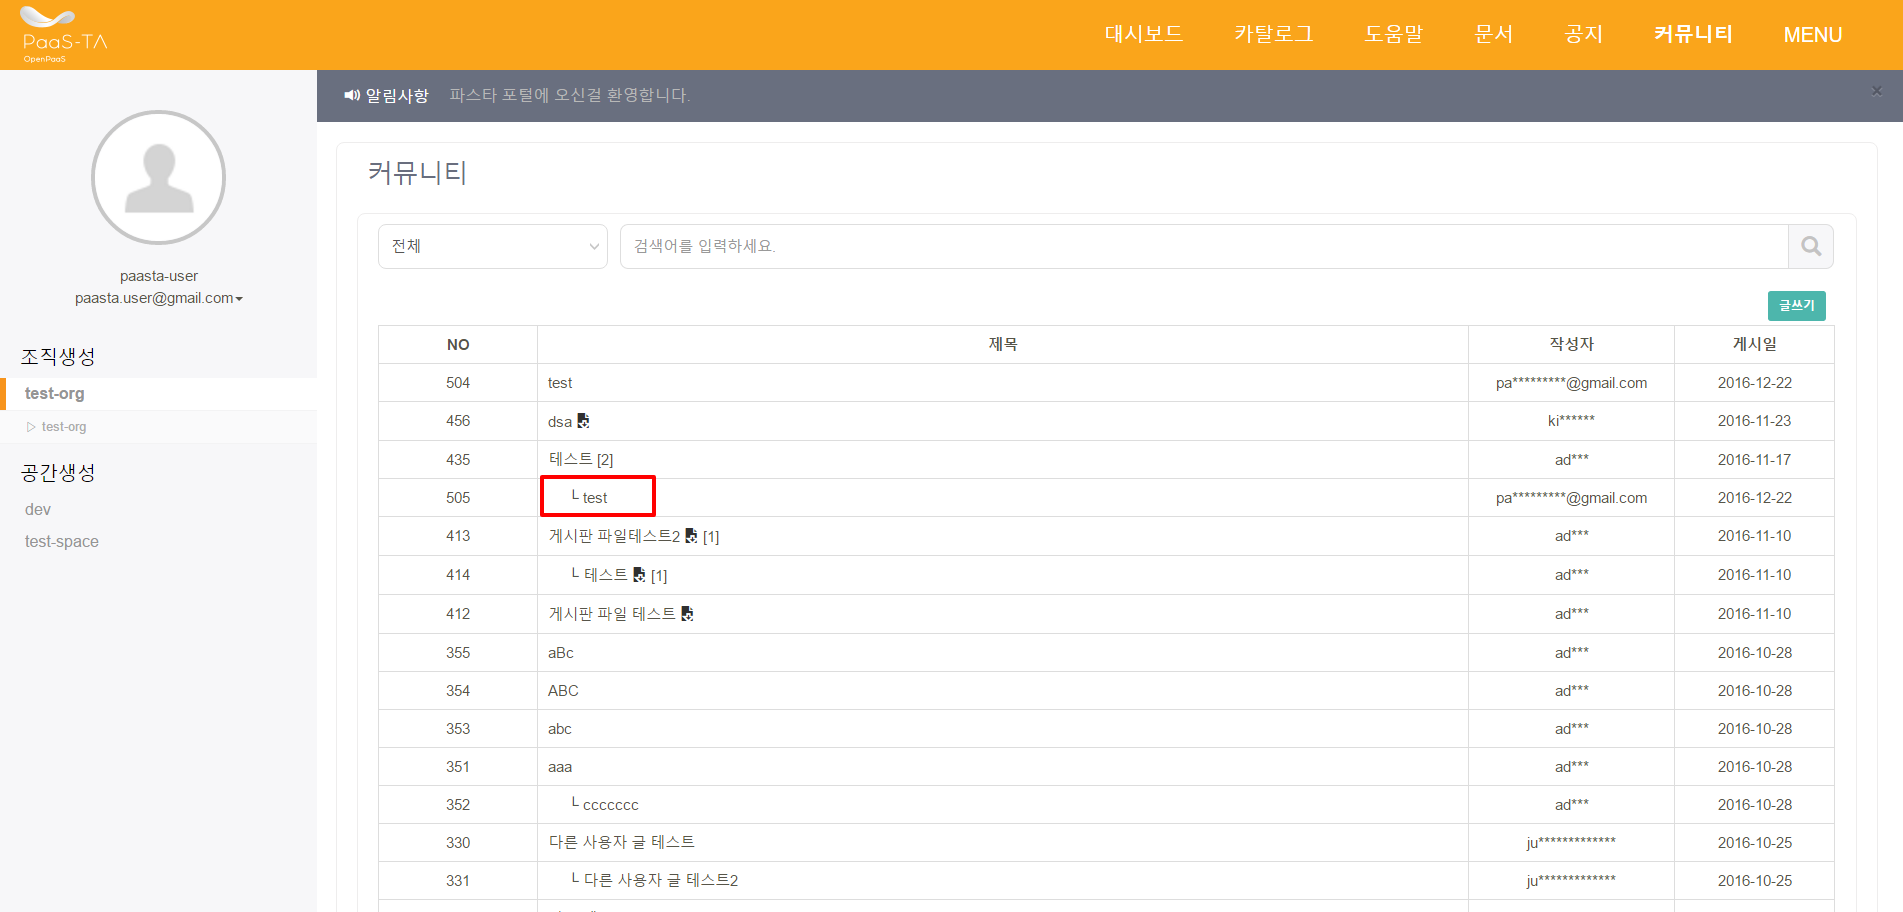 PaaS-TA
OpenPaaS
대시보드 카탈로그 도움말 문서 공지 커뮤니티 MENU
알림사항 파스타 포털에 오신걸 환영합니다. ×
paasta-user
paasta.user@gmail.com
조직생성
test-org
▷ test-org
공간생성
dev
test-space
커뮤니티
전체 검색어를 입력하세요.
글쓰기
NO 제목 작성자 게시일
504 test pa*********@gmail.com 2016-12-22
456 dsa ki****** 2016-11-23
435 테스트 [2] ad*** 2016-11-17
505 └ test pa*********@gmail.com 2016-12-22
413 게시판 파일테스트2 [1] ad*** 2016-11-10
414 └ 테스트 [1] ad*** 2016-11-10
412 게시판 파일 테스트 ad*** 2016-11-10
355 aBc ad*** 2016-10-28
354 ABC ad*** 2016-10-28
353 abc ad*** 2016-10-28
351 aaa ad*** 2016-10-28
352 └ ccccccc ad*** 2016-10-28
330 다른 사용자 글 테스트 ju************* 2016-10-25
331 └ 다른 사용자 글 테스트2 ju************* 2016-10-25